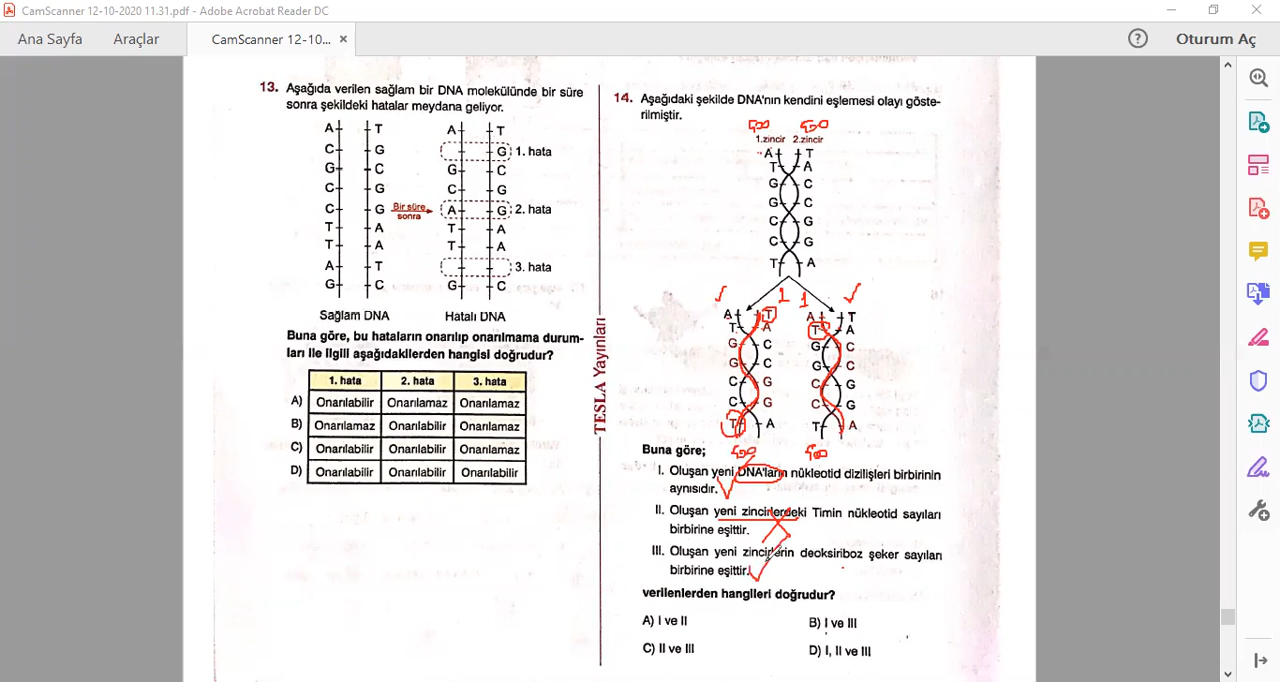 CamScanner 12-10-2020 11.31.pdf - Adobe Acrobat Reader DC
Ana Sayfa
Araçlar
CamScanner 12-10... ×
?
Oturum Aç
13. Aşağıda verilen sağlam bir DNA molekülünde bir süre
sonra şekildeki hatalar meydana geliyor.
A T
C G
G C
C G
C G
T A
T A
A T
G C
Sağlam DNA
Bir süre
sonra
A T
G 1. hata
G C
C G
A G 2. hata
T A
T A
3. hata
G C
Hatalı DNA
Buna göre, bu hataların onarılıp onarılmama durum-
ları ile ilgili aşağıdakilerden hangisi doğrudur?
1. hata 2. hata 3. hata
A) Onarılabilir Onarılamaz Onarılamaz
B) Onarılamaz Onarılabilir Onarılamaz
C) Onarılabilir Onarılabilir Onarılamaz
D) Onarılabilir Onarılabilir Onarılabilir
TESLA Yayınları
14. Aşağıdaki şekilde DNA'nın kendini eşlemesi olayı göste-
rilmiştir.
500 500
1.zincir 2.zincir
A T
T A
G C
G C
C G
C G
T A
1 1
A T A T
T A T A
G C G C
G C G C
C G C G
C G C G
T A T A
500 500
Buna göre;
I. Oluşan yeni DNA'ların nükleotid dizilişleri birbirinin
aynısıdır.
II. Oluşan yeni zincirlerdeki Timin nükleotid sayıları
birbirine eşittir.
III. Oluşan yeni zincirlerin deoksiriboz şeker sayıları
birbirine eşittir.
verilenlerden hangileri doğrudur?
A) I ve II
B) I ve III
C) II ve III
D) I, II ve III